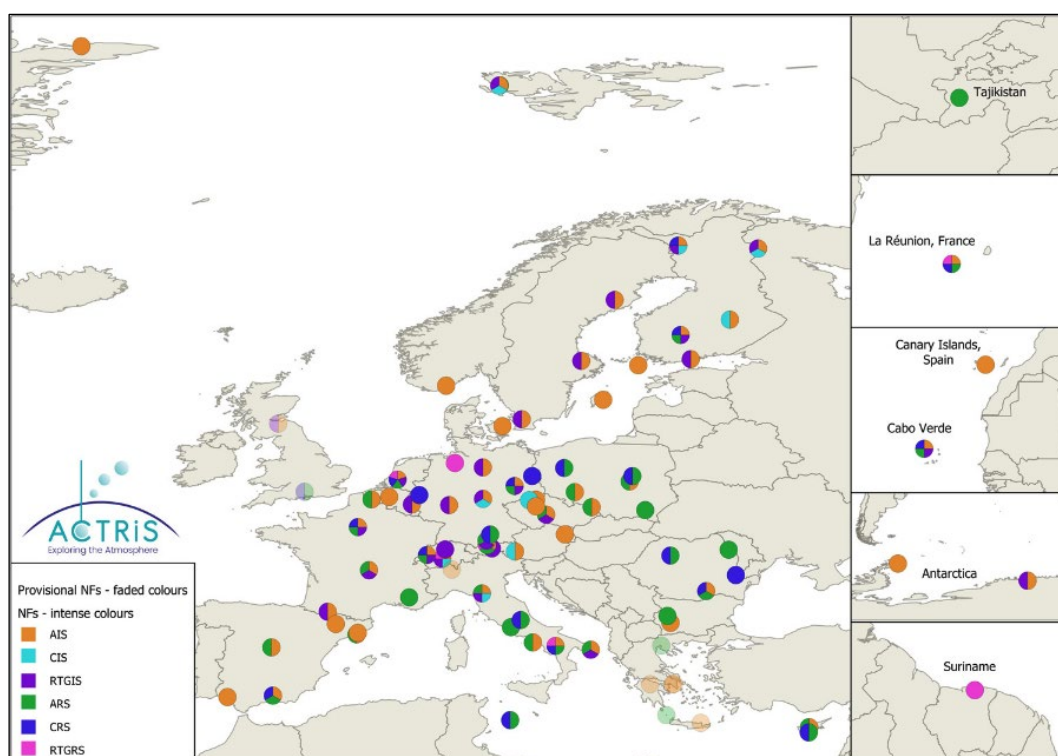 Tajikistan
La Réunion, France
Canary Islands,
Spain
Cabo Verde
Antarctica
Suriname
ACTRiS
Exploring the Atmosphere
Provisional NFs - faded colours
NFs - intense colours
AIS
CIS
RTGIS
ARS
CRS
RTGRS